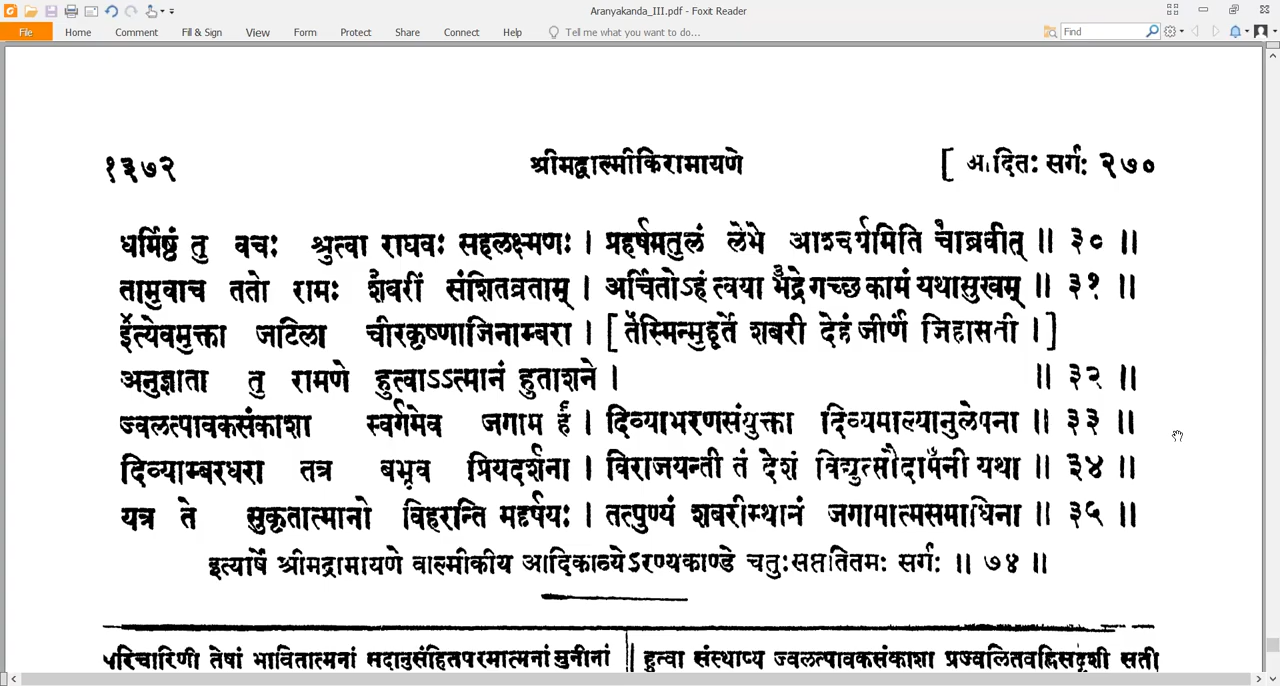 Aranyakanda_III.pdf - Foxit Reader
File Home Comment Fill & Sign View Form Protect Share Connect Help Tell me what you want to do... Find
१३७२ श्रीमद्वाल्मीकिरामायणे [ आदितः सर्गः २७०
धर्मिष्ठं तु वचः श्रुत्वा राघवः सहलक्ष्मणः । प्रहर्षमतुलं लेभे आश्चर्यमिति चाब्रवीत् ॥ ३० ॥
तामुवाच ततो रामः शबरीं संशितव्रताम् । अर्चितोऽहं त्वया भद्रे गच्छ कामं यथासुखम् ॥ ३१ ॥
इत्येवमुक्ता जटिला चीरकृष्णाजिनाम्बरा । [ तस्मिन्मुहूर्ते शबरी देहं जीर्णं जिहासती । ]
अनुज्ञाता तु रामणे हुत्वाऽऽत्मानं हुताशने । ॥ ३२ ॥
ज्वलत्पावकसंकाशा स्वर्गमेव जगाम ह । दिव्याभरणसंयुक्ता दिव्यमाल्यानुलेपना ॥ ३३ ॥
दिव्याम्बरधरा तत्र बभूव प्रियदर्शना । विराजयन्ती तं देशं विद्युत्सौदामनी यथा ॥ ३४ ॥
यत्र ते सुकृतात्मानो विहरन्ति महर्षयः । तत्पुण्यं शबरीस्थानं जगामात्मसमाधिना ॥ ३५ ॥
इत्यार्षे श्रीमद्रामायणे वाल्मीकीय आदिकाव्येऽरण्यकाण्डे चतुःसप्ततितमः सर्गः ॥ ७४ ॥
परिचारिणी तेषां भावितात्मनां मदानुसंहितपरमात्मनां मुनीनां
हुत्वा संस्थाप्य ज्वलत्पावकसंकाशा प्रज्वलितवह्निसदृशी सती